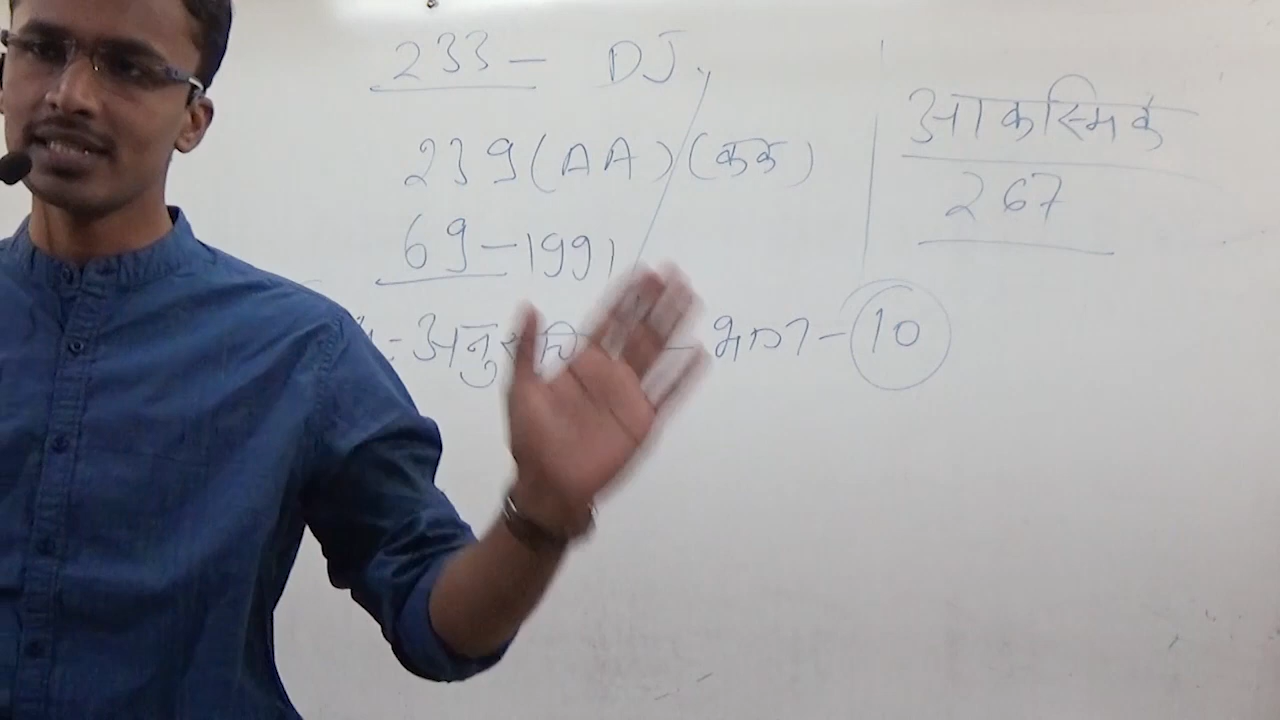 233 - DJ.
239 (AA) (कक)
69 - 1991
भाग - 10
आकस्मिक
267